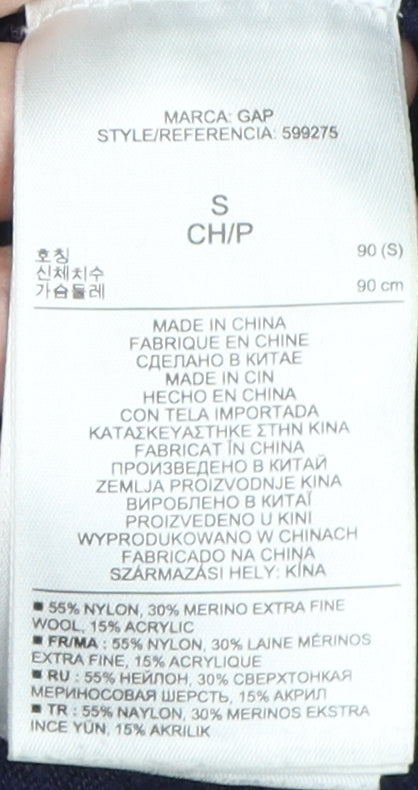 MARCA: GAP
STYLE/REFERENCIA: 599275
S
CH/P
호칭 90 (S)
신체치수
가슴둘레 90 cm
MADE IN CHINA
FABRIQUE EN CHINE
СДЕЛАНО В КИТАЕ
MADE IN CIN
HECHO EN CHINA
CON TELA IMPORTADA
ΚΑΤΑΣΚΕΥΑΣΤΗΚΕ ΣΤΗΝ ΚΙΝΑ
FABRICAT ÎN CHINA
ПРОИЗВЕДЕНО В КИТАЙ
ZEMLJA PROIZVODNJE KINA
ВИРОБЛЕНО В КИТАЇ
PROIZVEDENO U KINI
WYPRODUKOWANO W CHINACH
FABRICADO NA CHINA
SZÁRMAZÁSI HELY: KÍNA
■ 55% NYLON, 30% MERINO EXTRA FINE
WOOL, 15% ACRYLIC
■ FR/MA : 55% NYLON, 30% LAINE MÉRINOS
EXTRA FINE, 15% ACRYLIQUE
■ RU : 55% НЕЙЛОН, 30% СВЕРХТОНКАЯ
МЕРИНОСОВАЯ ШЕРСТЬ, 15% АКРИЛ
■ TR : 55% NAYLON, 30% MERINOS EKSTRA
INCE YÜN, 15% AKRILIK